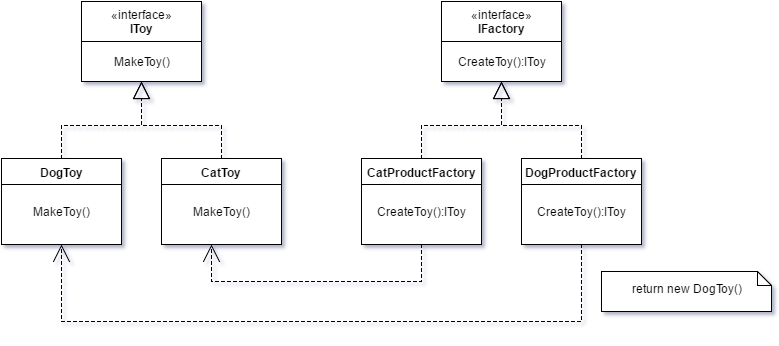 «interface»
IToy
MakeToy()
«interface»
IFactory
CreateToy():IToy
DogToy
MakeToy()
CatToy
MakeToy()
CatProductFactory
CreateToy():IToy
DogProductFactory
CreateToy():IToy
return new DogToy()